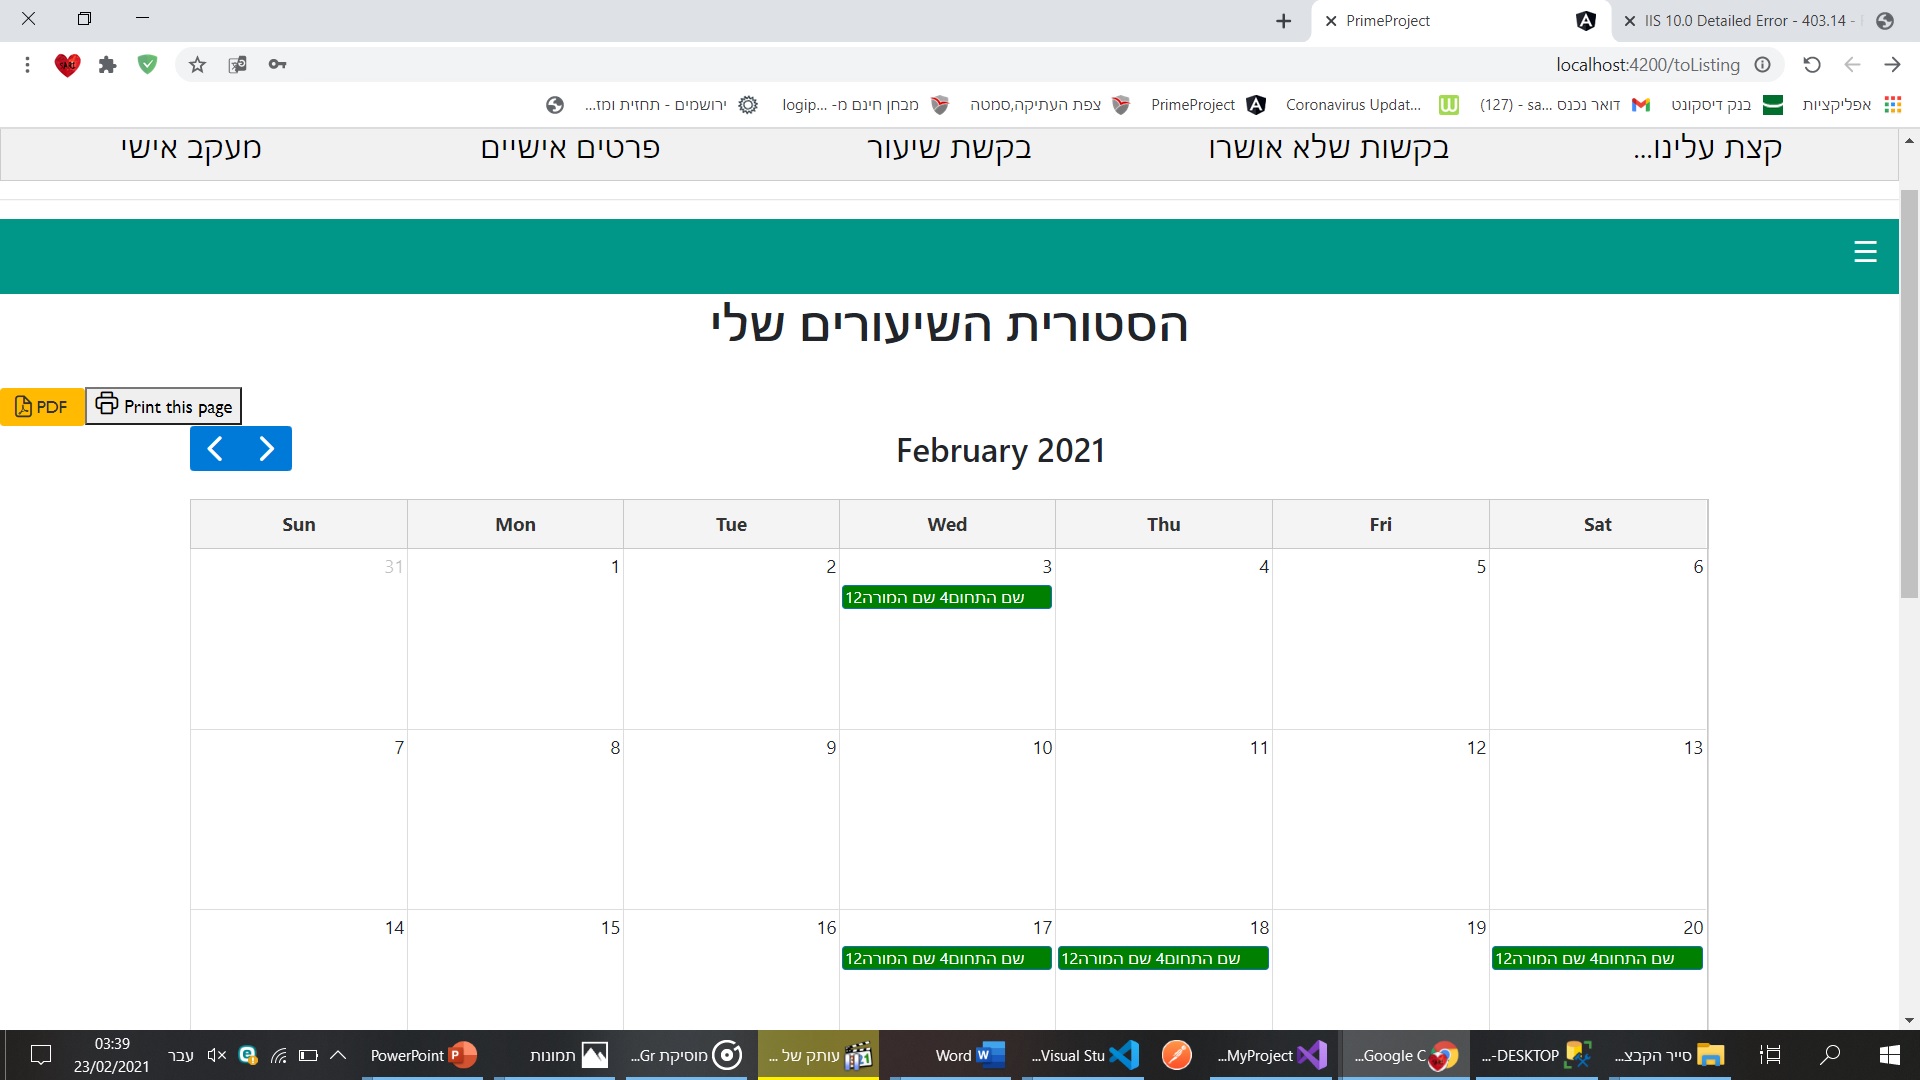 IIS 10.0 Detailed Error - 403.14 -
PrimeProject
localhost:4200/toListing
אפליקציות
בנק דיסקונט
דואר נכנס (127) - sa...
Coronavirus Updat...
PrimeProject
צפת העתיקה,סמטה
מבחן חינם מ- logip...
ירושמים - תחזית ומז...
קצת עלינו...
בקשות שלא אושרו
בקשת שיעור
פרטים אישיים
מעקב אישי
☰
הסטורית השיעורים שלי
PDF
Print this page
February 2021
Sun Mon Tue Wed Thu Fri Sat
31 1 2 3 4 5 6
שם התחום4 שם המורה12
7 8 9 10 11 12 13
14 15 16 17 18 19 20
שם התחום4 שם המורה12
שם התחום4 שם המורה12
שם התחום4 שם המורה12
סייר הקבצ...
DESKTOP-...
Google C...
MyProject...
Visual Stu...
Word
עותק של ...
מוסיקת Gr...
תמונות
PowerPoint
עבר
03:39
23/02/2021